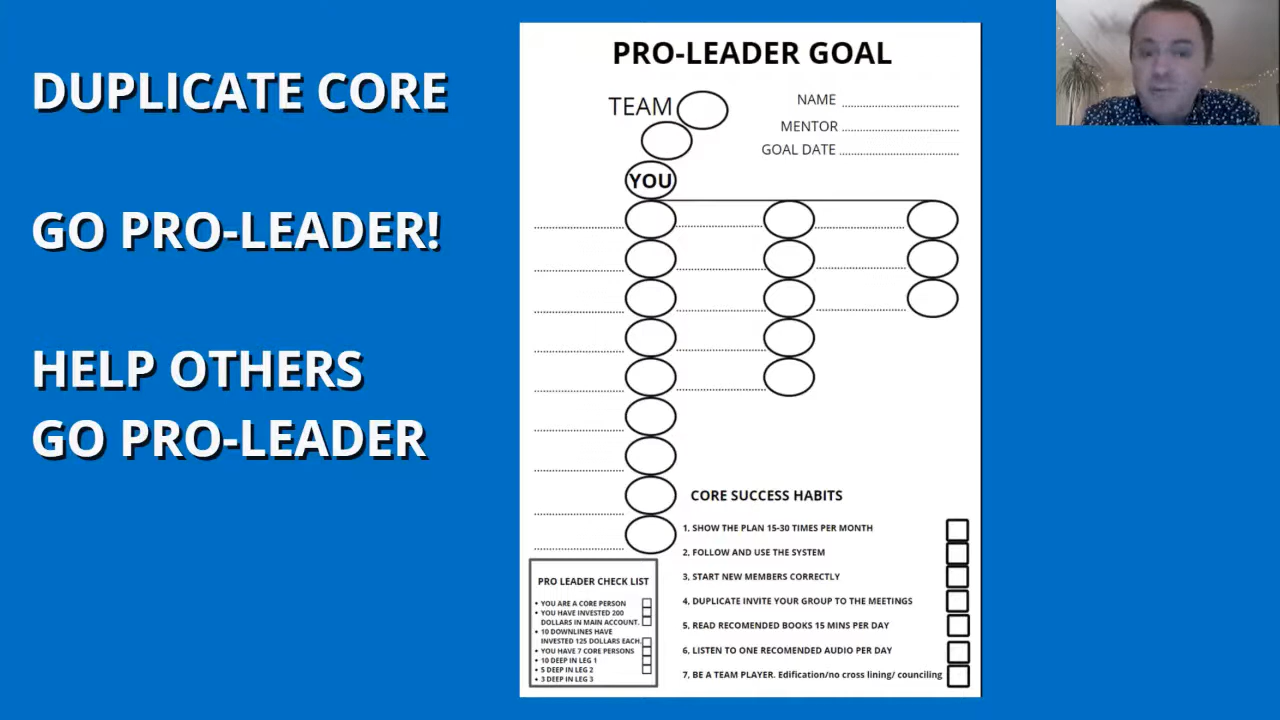 DUPLICATE CORE
GO PRO-LEADER!
HELP OTHERS
GO PRO-LEADER
PRO-LEADER GOAL
TEAM
NAME
MENTOR
GOAL DATE
YOU
CORE SUCCESS HABITS
1, SHOW THE PLAN 15-30 TIMES PER MONTH
2, FOLLOW AND USE THE SYSTEM
3, START NEW MEMBERS CORRECTLY
4, DUPLICATE INVITE YOUR GROUP TO THE MEETINGS
5, READ RECOMENDED BOOKS 15 MINS PER DAY
6, LISTEN TO ONE RECOMENDED AUDIO PER DAY
7, BE A TEAM PLAYER. Edification/no cross lining/ counciling
PRO LEADER CHECK LIST
• YOU ARE A CORE PERSON
• YOU HAVE INVESTED 200
DOLLARS IN MAIN ACCOUNT.
• 10 DOWNLINES HAVE
INVESTED 125 DOLLARS EACH.
• YOU HAVE 7 CORE PERSONS
• 10 DEEP IN LEG 1
• 5 DEEP IN LEG 2
• 3 DEEP IN LEG 3